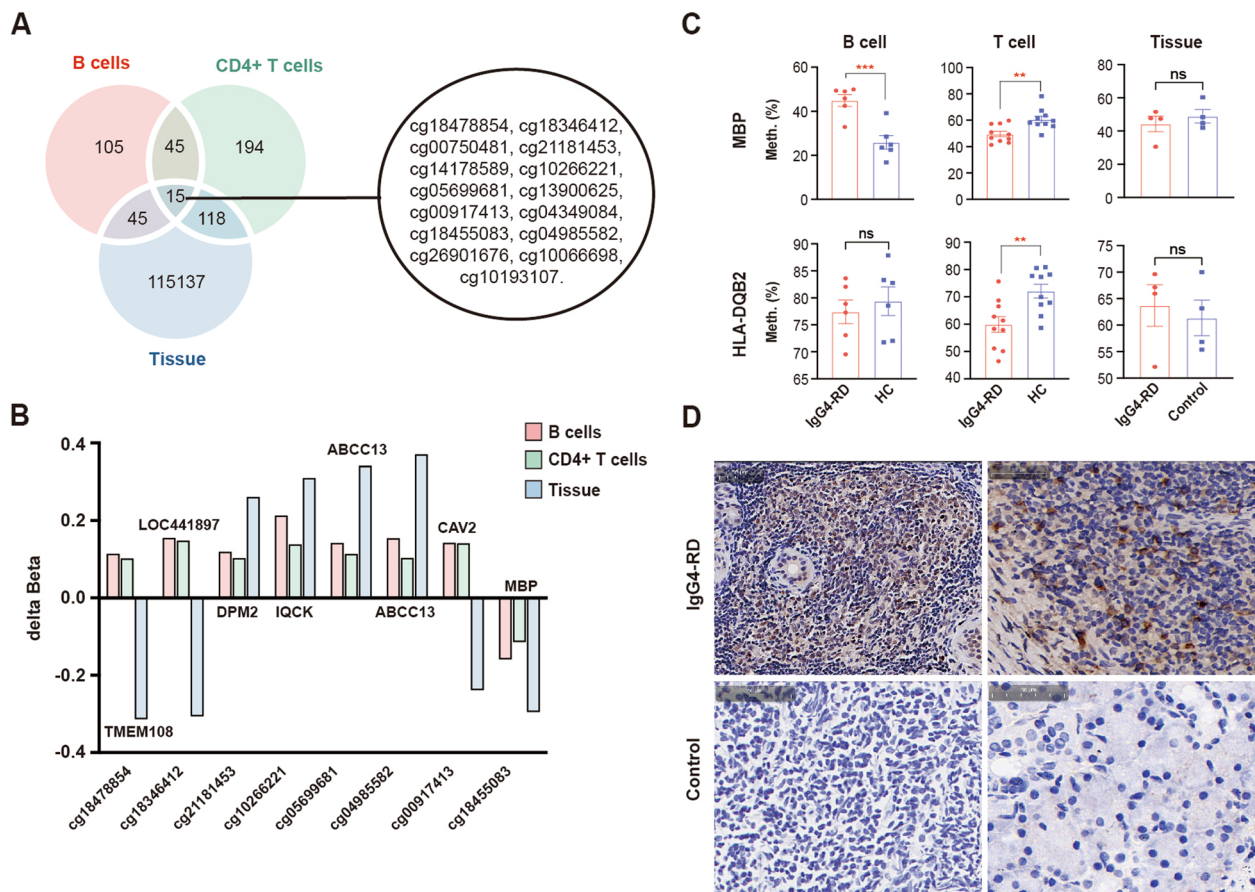 A
B cells
CD4+ T cells
105
45
194
15
45
118
115137
Tissue
cg18478854, cg18346412,
cg00750481, cg21181453,
cg14178589, cg10266221,
cg05699681, cg13900625,
cg00917413, cg04349084,
cg18455083, cg04985582,
cg26901676, cg10066698,
cg10193107.
B
delta Beta
0.4
0.2
0.0
-0.2
-0.4
B cells
CD4+ T cells
Tissue
TMEM108
LOC441897
DPM2
IQCK
ABCC13
ABCC13
CAV2
MBP
cg18478854
cg18346412
cg21181453
cg10266221
cg05699681
cg04985582
cg00917413
cg18455083
C
B cell
T cell
Tissue
MBP
Meth. (%)
60
40
20
0
***
100
80
60
40
20
0
**
80
60
40
20
0
ns
HLA-DQB2
Meth. (%)
90
85
80
75
70
65
ns
IgG4-RD
HC
90
80
70
60
50
40
**
IgG4-RD
HC
75
70
65
60
55
50
ns
IgG4-RD
Control
D
IgG4-RD
Control